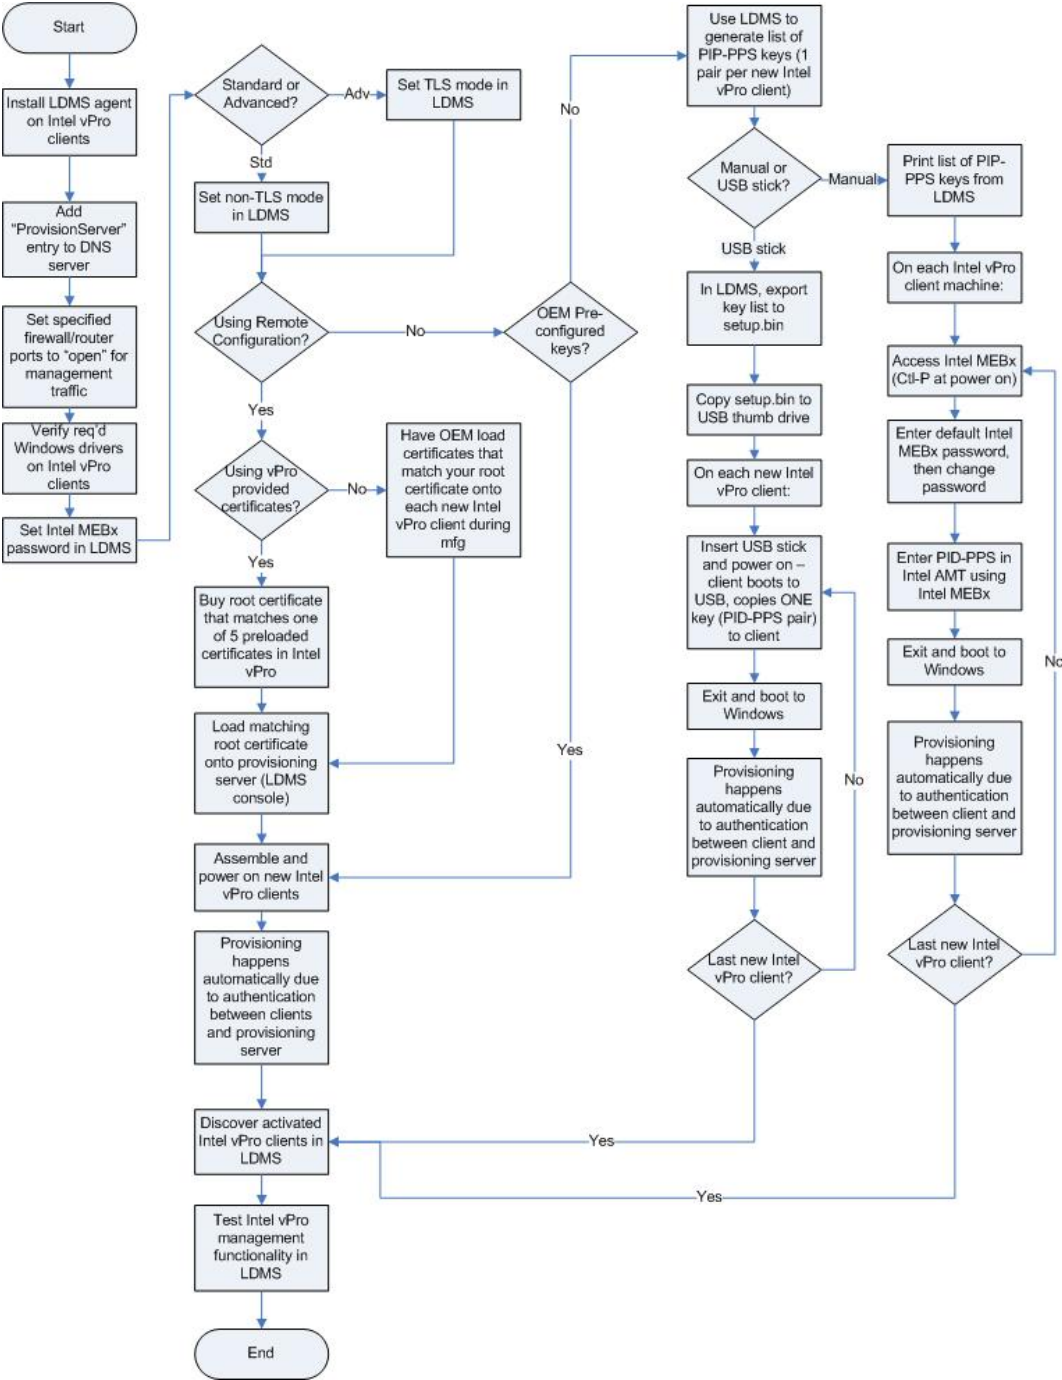 Start
Install LDMS agent
on Intel vPro
clients
Add
“ProvisionServer”
entry to DNS
server
Set specified
firewall/router
ports to “open” for
management
traffic
Verify req’d
Windows drivers
on Intel vPro
clients
Set Intel MEBx
password in LDMS
Standard or
Advanced?
Adv
Set TLS mode in
LDMS
Std
Set non-TLS mode
in LDMS
Using Remote
Configuration?
No
OEM Pre-
configured
keys?
Yes
Using vPro
provided
certificates?
No
Have OEM load
certificates that
match your root
certificate onto
each new Intel
vPro client during
mfg
Yes
Buy root certificate
that matches one
of 5 preloaded
certificates in Intel
vPro
Load matching
root certificate
onto provisioning
server (LDMS
console)
Yes
Assemble and
power on new Intel
vPro clients
Provisioning
happens
automatically due
to authentication
between clients
and provisioning
server
Discover activated
Intel vPro clients in
LDMS
Test Intel vPro
management
functionality in
LDMS
End
No
Use LDMS to
generate list of
PIP-PPS keys (1
pair per new Intel
vPro client)
Manual or
USB stick?
Manual
USB stick
In LDMS, export
key list to
setup.bin
Copy setup.bin to
USB thumb drive
On each new Intel
vPro client:
Insert USB stick
and power on –
client boots to
USB, copies ONE
key (PID-PPS pair)
to client
Exit and boot to
Windows
Provisioning
happens
automatically due
to authentication
between client and
provisioning server
No
Last new Intel
vPro client?
Yes
Print list of PIP-
PPS keys from
LDMS
On each Intel vPro
client machine:
Access Intel MEBx
(Ctl-P at power on)
Enter default Intel
MEBx password,
then change
password
Enter PID-PPS in
Intel AMT using
Intel MEBx
Exit and boot to
Windows
No
Provisioning
happens
automatically due
to authentication
between client and
provisioning server
Last new Intel
vPro client?
Yes